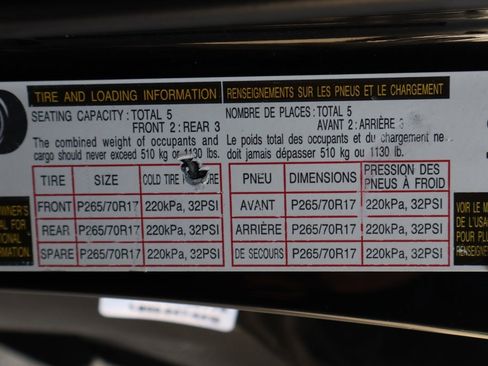 TIRE AND LOADING INFORMATION
SEATING CAPACITY : TOTAL 5
FRONT 2 : REAR 3
The combined weight of occupants and
cargo should never exceed 510 kg or 1130 lb.
TIRE SIZE COLD TIRE
FRONT P265/70R17 220kPa, 32PSI
REAR P265/70R17 220kPa, 32PSI
SPARE P265/70R17 220kPa, 32PSI
RENSEIGNEMENTS SUR LES PNEUS ET LE CHARGEMENT
NOMBRE DE PLACES : TOTAL 5
AVANT 2 : ARRIÈRE 3
Le poids total des occupants et du chargement ne
doit jamais dépasser 510 kg ou 1130 lb.
PNEU DIMENSIONS PRESSION DES
PNEUS À FROID
AVANT P265/70R17 220kPa, 32PSI
ARRIÈRE P265/70R17 220kPa, 32PSI
DE SECOURS P265/70R17 220kPa, 32PSI
VOIR LE
DE L'USA